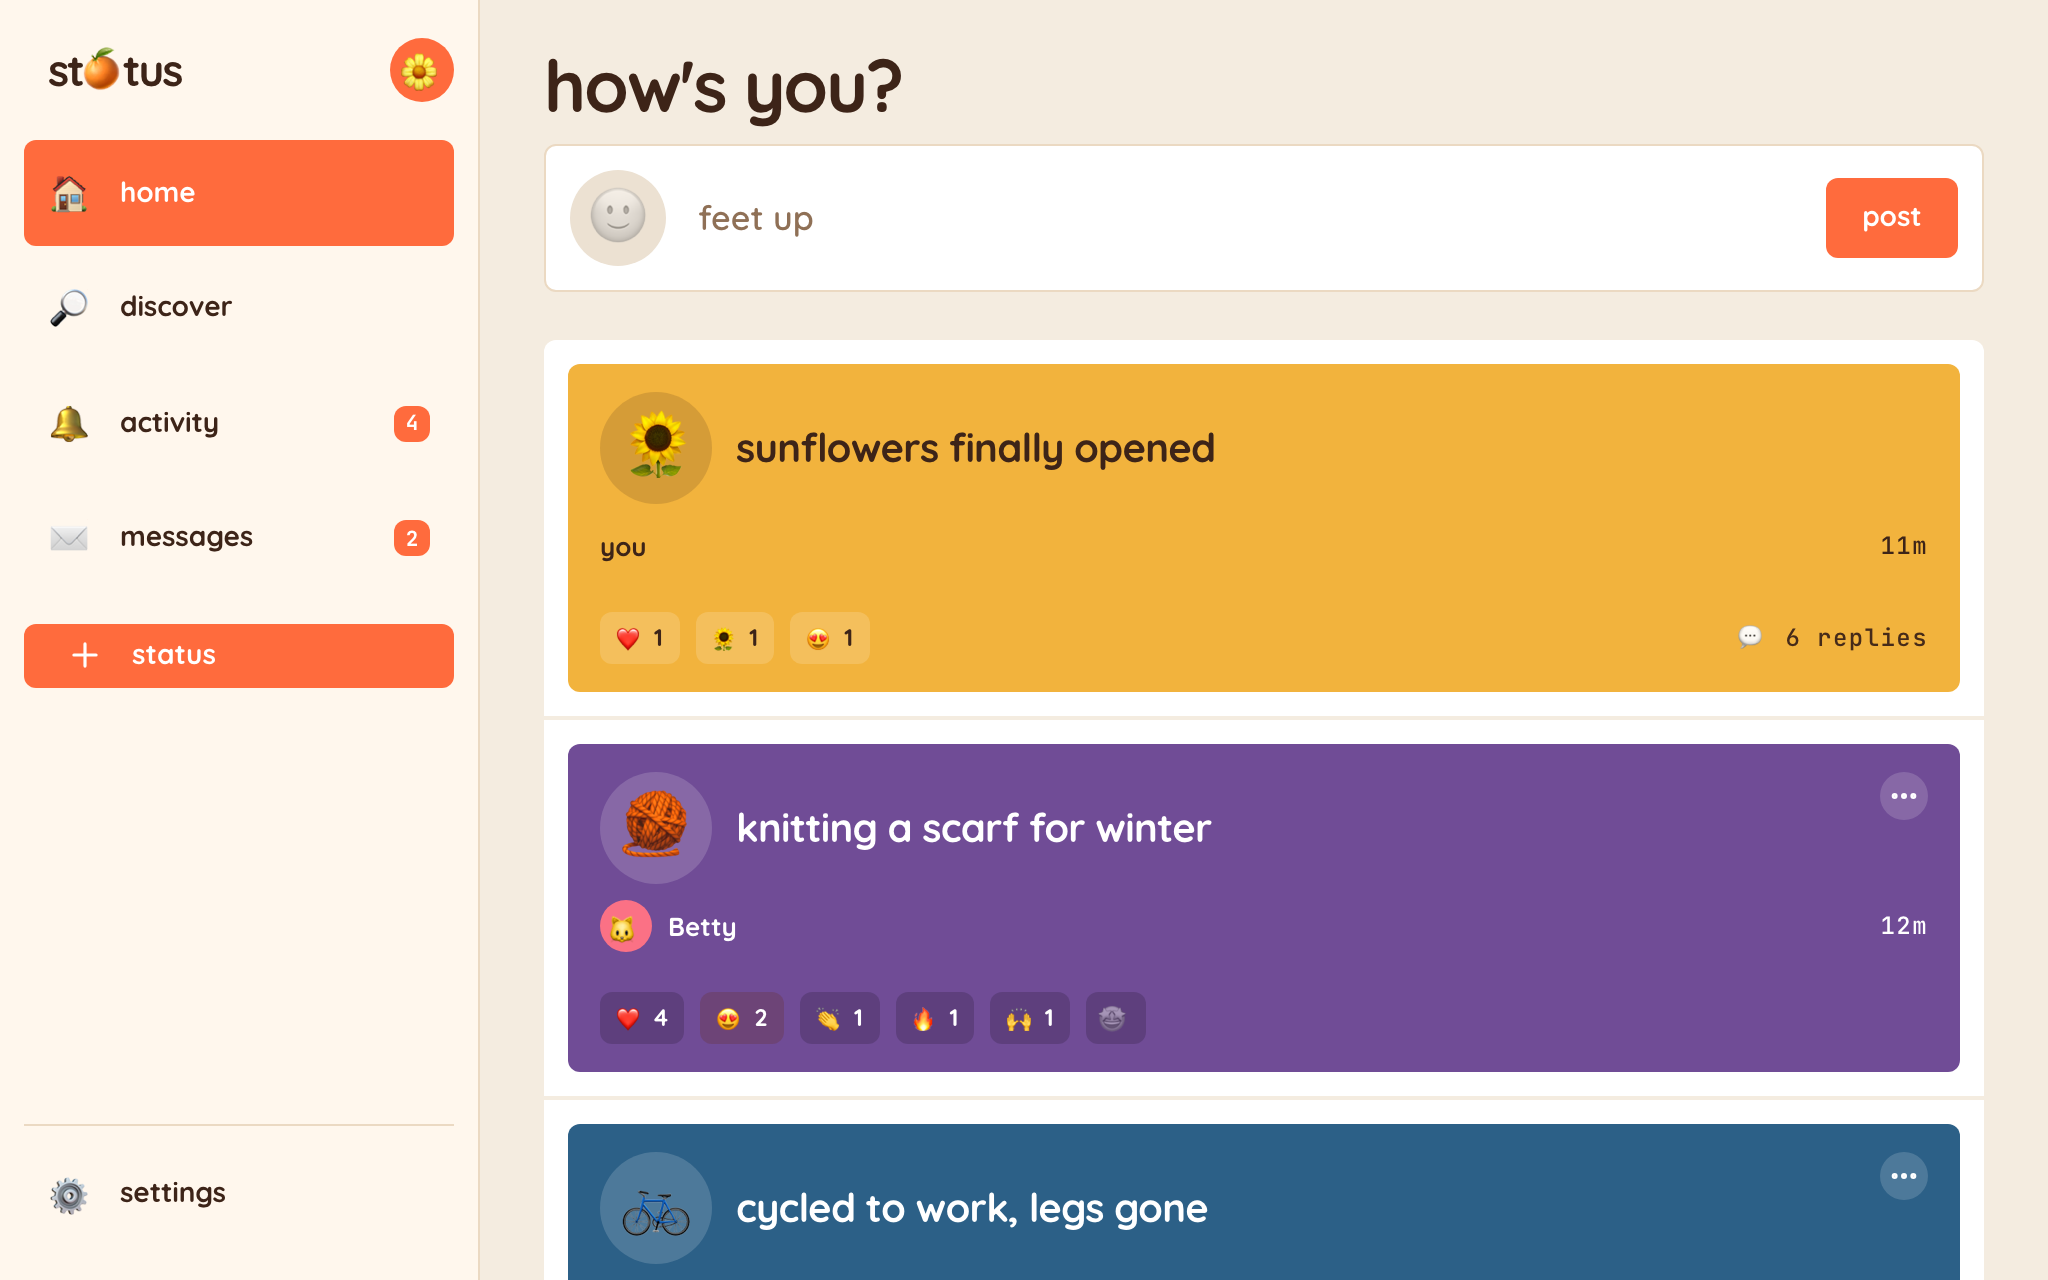 st🍊tus
home
discover
activity 4
messages 2
+ status
settings
how's you?
feet up
post
sunflowers finally opened
you 11m
❤️ 1 🌻 1 😍 1 💬 6 replies
knitting a scarf for winter
Betty 12m
❤️ 4 😍 2 👏 1 🔥 1 🙌 1
cycled to work, legs gone